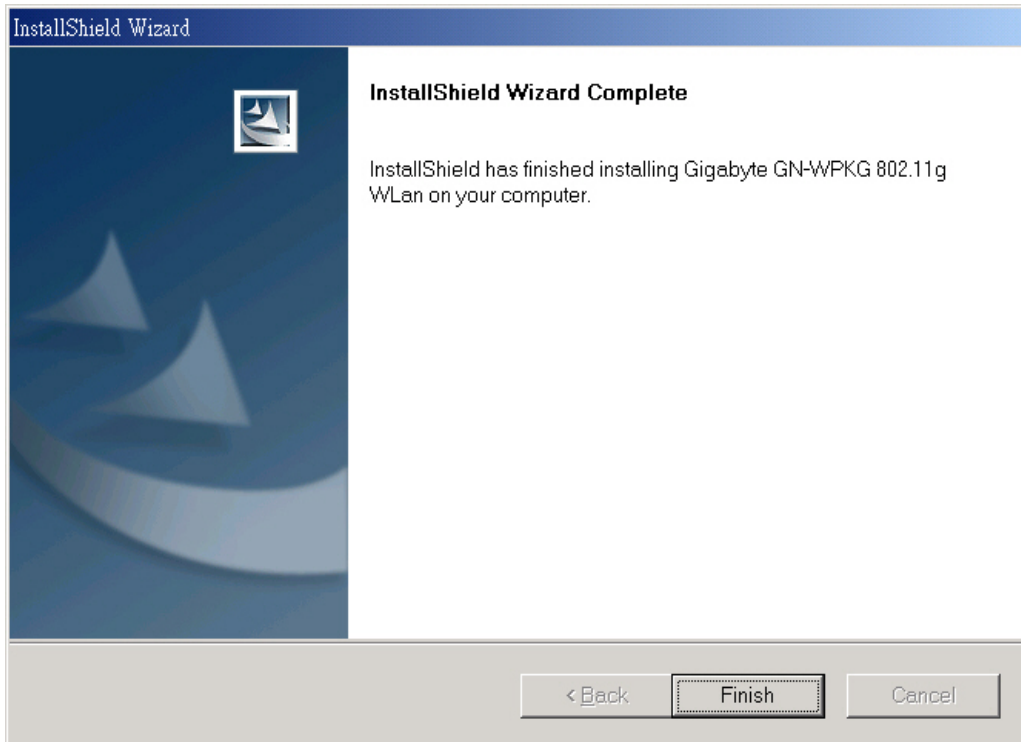 InstallShield Wizard
InstallShield Wizard Complete
InstallShield has finished installing Gigabyte GN-WPKG 802.11g
WLan on your computer.
< Back Finish Cancel